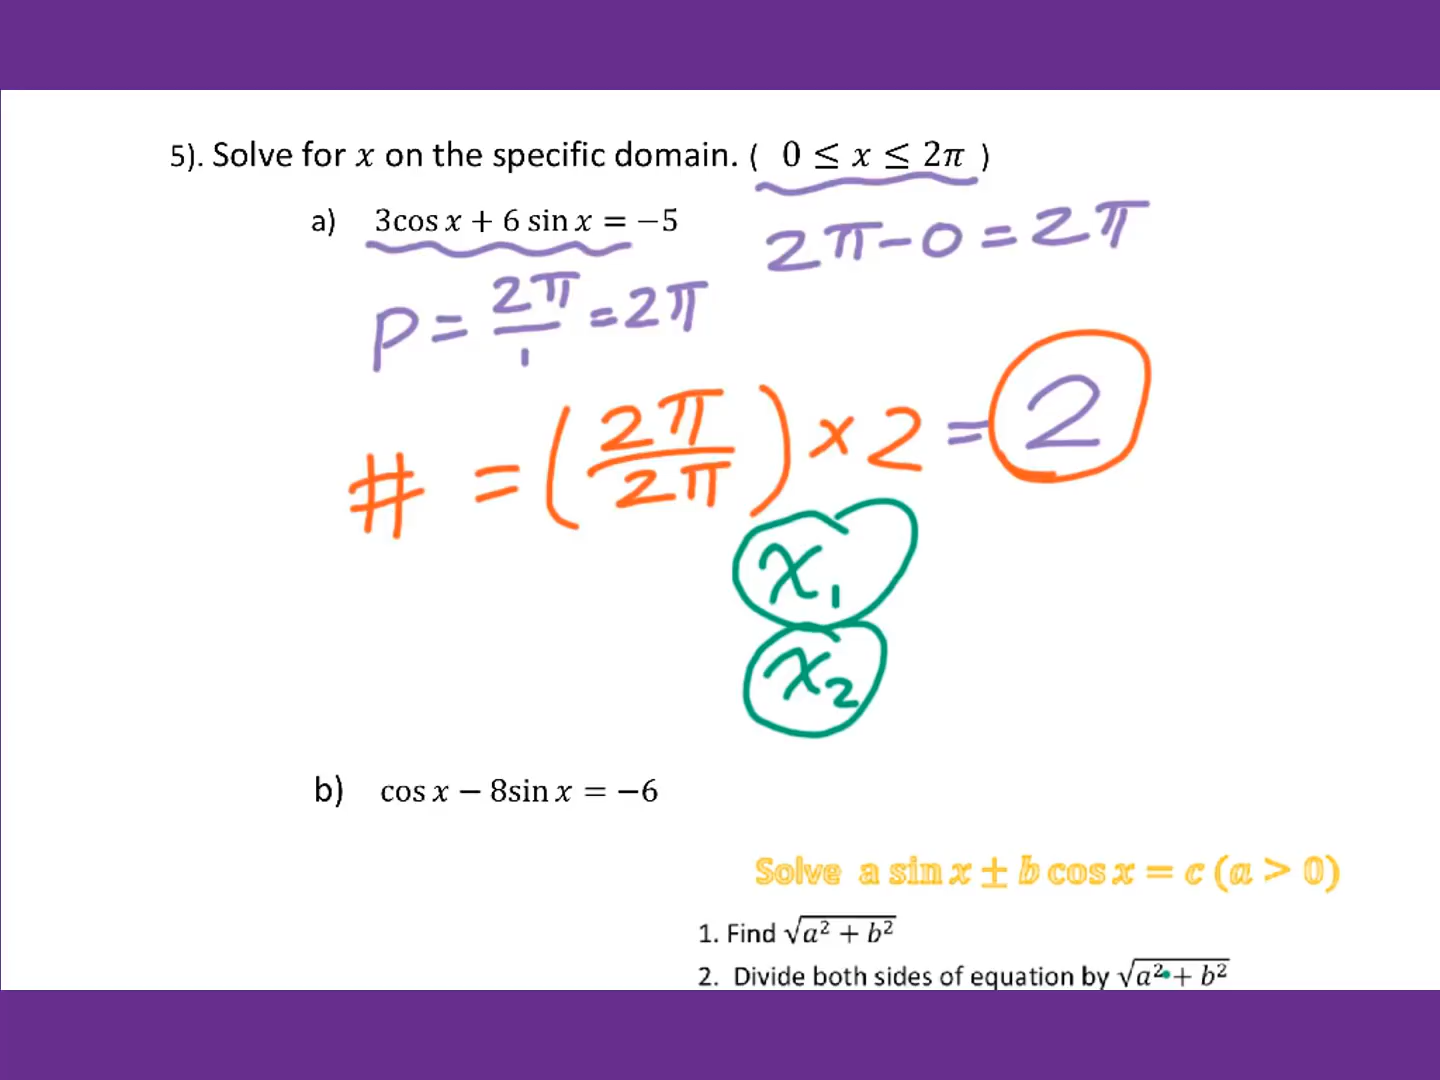 5). Solve for x on the specific domain. ( 0 ≤ x ≤ 2π )
a) 3cos x + 6 sin x = −5
2π − 0 = 2π
P = 2π/1 = 2π
# = (2π/2π) × 2 = 2
x₁
x₂
b) cos x − 8sin x = −6
Solve a sin x ± b cos x = c (a > 0)
1. Find √(a² + b²)
2. Divide both sides of equation by √(a² + b²)